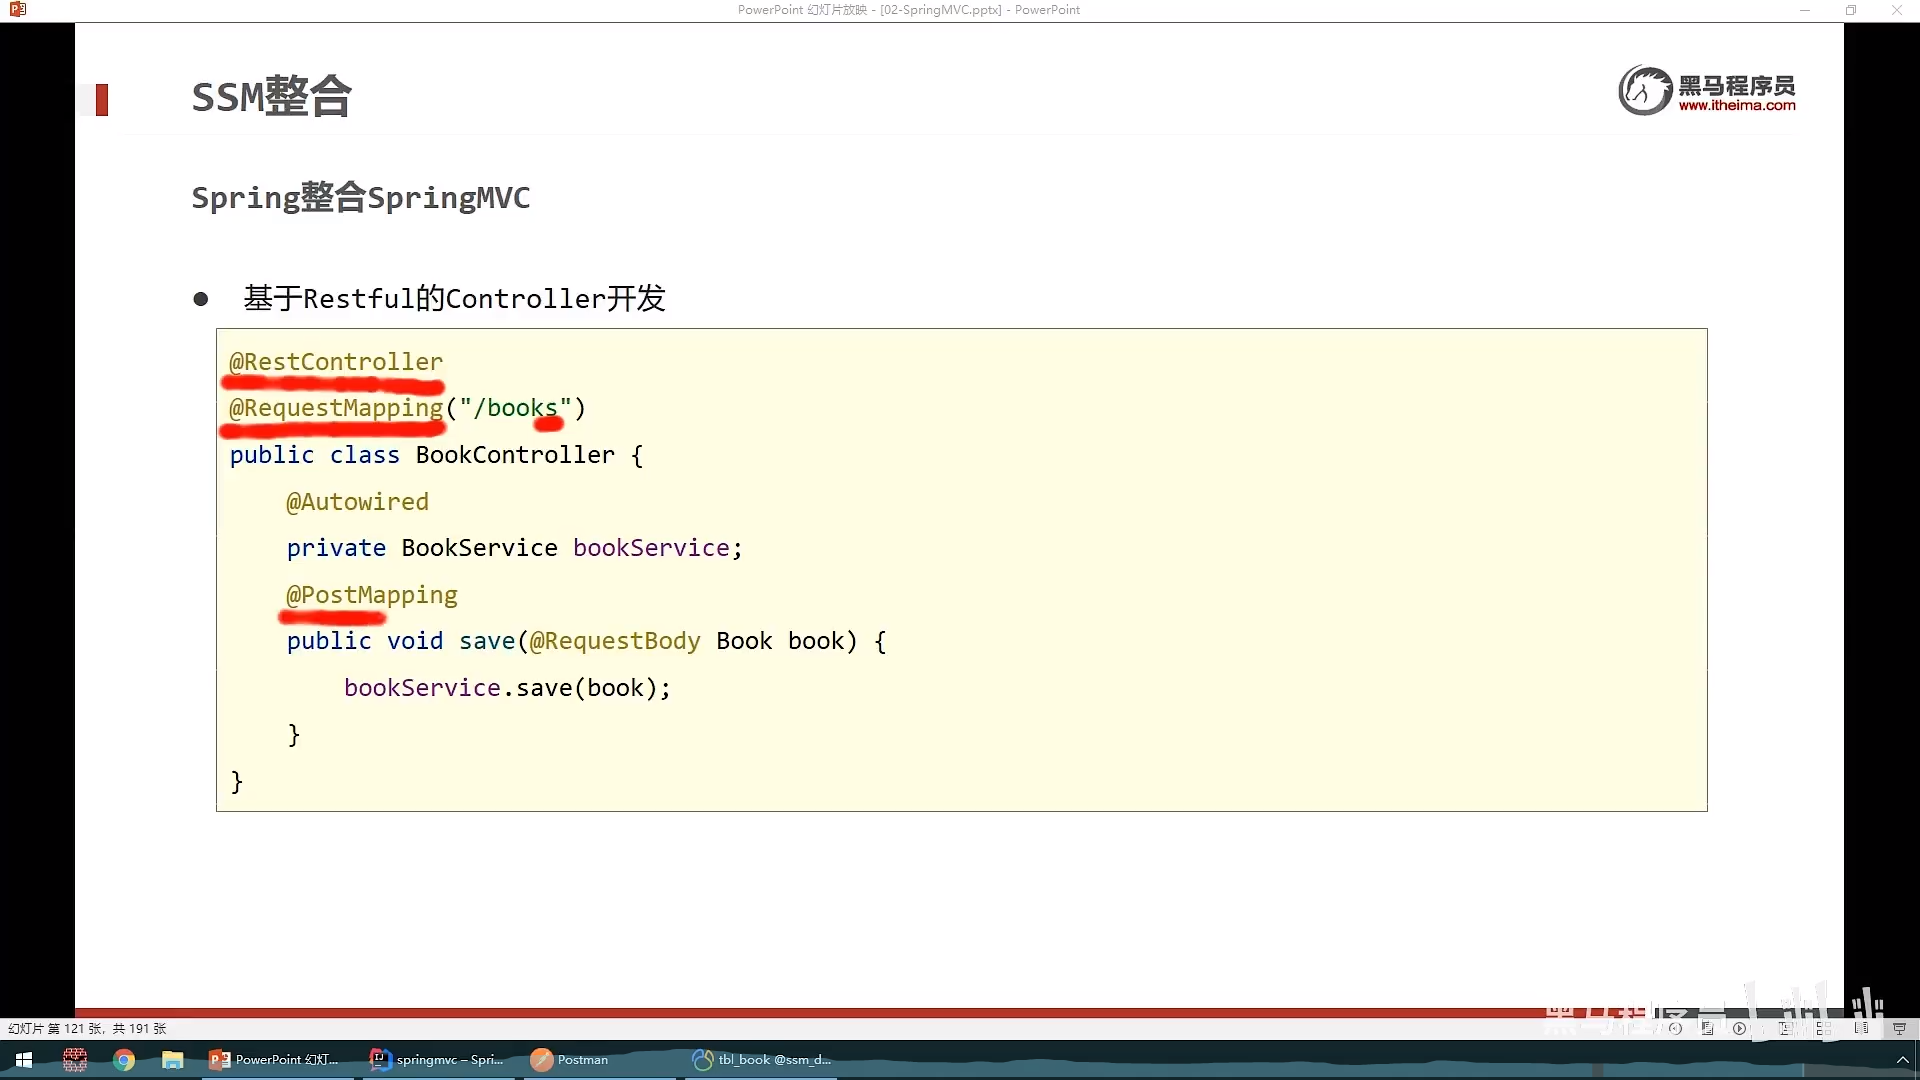 PowerPoint 幻灯片放映 - [02-SpringMVC.pptx] - PowerPoint
SSM整合
黑马程序员
www.itheima.com
Spring整合SpringMVC
● 基于Restful的Controller开发
@RestController
@RequestMapping("/books")
public class BookController {
@Autowired
private BookService bookService;
@PostMapping
public void save(@RequestBody Book book) {
bookService.save(book);
}
}
黑马程序员
幻灯片 第 121 张，共 191 张
PowerPoint 幻灯...
springmvc – Spri...
Postman
tbl_book @ssm_d...